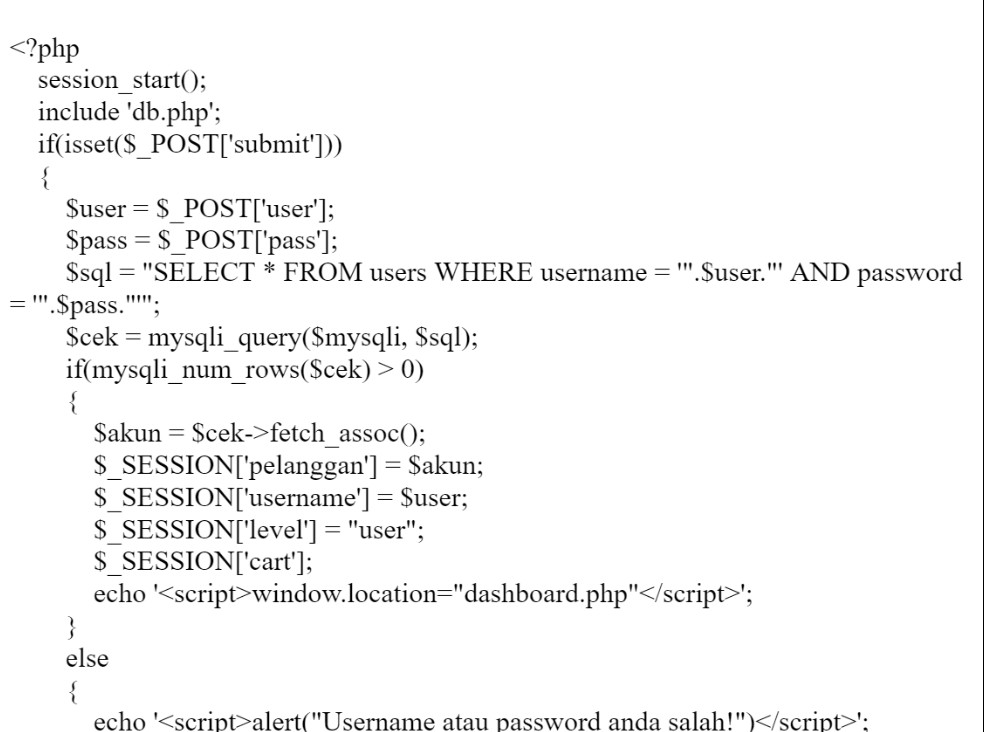 <?php
session_start();
include 'db.php';
if(isset($_POST['submit']))
{
$user = $_POST['user'];
$pass = $_POST['pass'];
$sql = "SELECT * FROM users WHERE username = '".$user."' AND password
= '".$pass."'";
$cek = mysqli_query($mysqli, $sql);
if(mysqli_num_rows($cek) > 0)
{
$akun = $cek->fetch_assoc();
$_SESSION['pelanggan'] = $akun;
$_SESSION['username'] = $user;
$_SESSION['level'] = "user";
$_SESSION['cart'];
echo '<script>window.location="dashboard.php"</script>';
}
else
{
echo '<script>alert("Username atau password anda salah!")</script>';